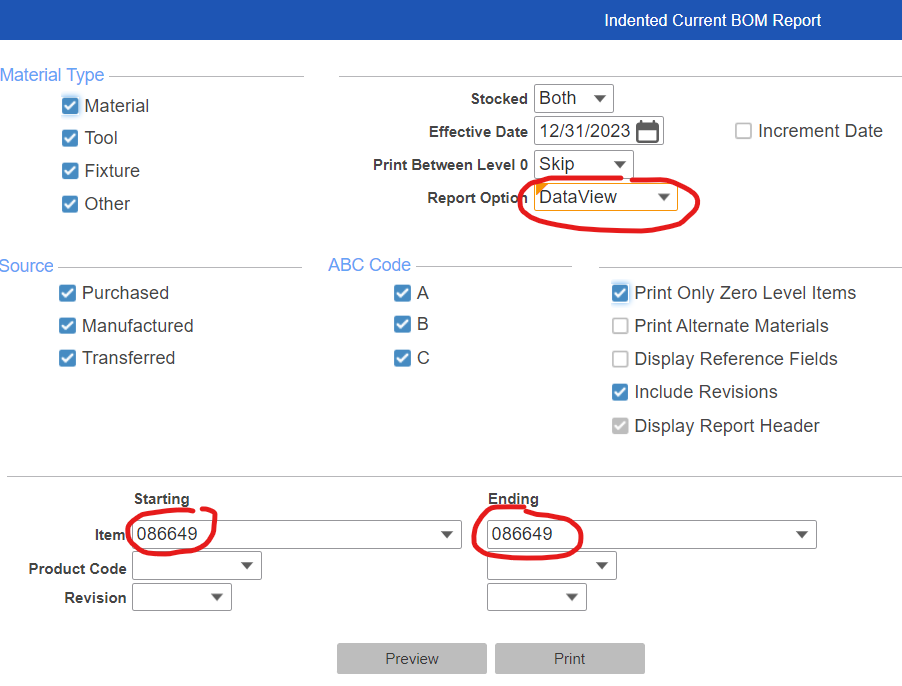 Indented Current BOM Report
Material Type
Material
Tool
Fixture
Other
Stocked Both
Effective Date 12/31/2023 Increment Date
Print Between Level 0 Skip
Report Option DataView
Source
Purchased
Manufactured
Transferred
ABC Code
A
B
C
Print Only Zero Level Items
Print Alternate Materials
Display Reference Fields
Include Revisions
Display Report Header
Starting Ending
Item 086649 086649
Product Code
Revision
Preview Print